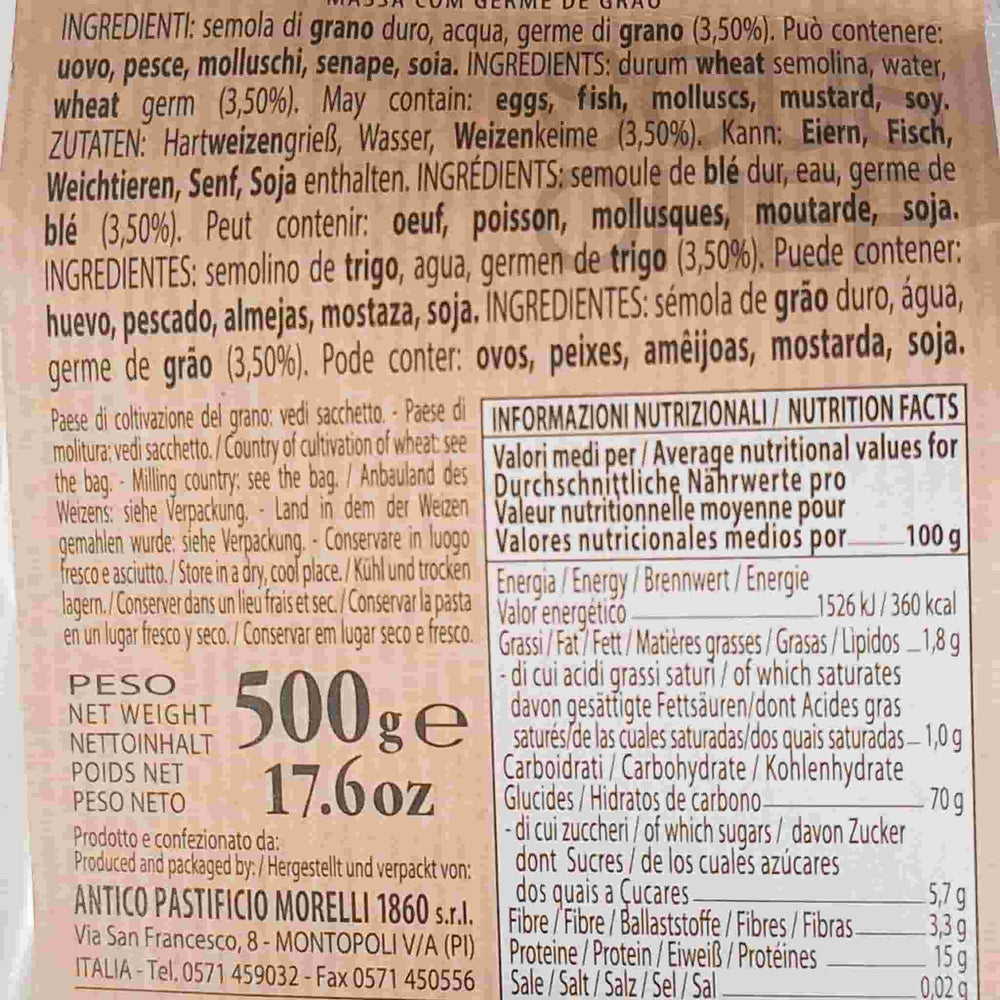 INGREDIENTI: semola di grano duro, acqua, germe di grano (3,50%). Può contenere:
uovo, pesce, molluschi, senape, soia. INGREDIENTS: durum wheat semolina, water,
wheat germ (3,50%). May contain: eggs, fish, molluscs, mustard, soy.
ZUTATEN: Hartweizengrieß, Wasser, Weizenkeime (3,50%). Kann: Eiern, Fisch,
Weichtieren, Senf, Soja enthalten. INGRÉDIENTS: semoule de blé dur, eau, germe de
blé (3,50%). Peut contenir: oeuf, poisson, mollusques, moutarde, soja.
INGREDIENTES: semolino de trigo, agua, germen de trigo (3,50%). Puede contener:
huevo, pescado, almejas, mostaza, soja. INGREDIENTES: sémola de grão duro, água,
germe de grão (3,50%). Pode conter: ovos, peixes, amêijoas, mostarda, soja.
Paese di coltivazione del grano: vedi sacchetto. - Paese di
molitura: vedi sacchetto. / Country of cultivation of wheat: see
the bag. - Milling country: see the bag. / Anbauland des
Weizens: siehe Verpackung. - Land in dem der Weizen
gemahlen wurde: siehe Verpackung. - Conservare in luogo
fresco e asciutto. / Store in a dry, cool place. / Kühl und trocken
lagern. / Conserver dans un lieu frais et sec. / Conservar la pasta
en un lugar fresco y seco. / Conservar em lugar seco e fresco.
PESO
NET WEIGHT
NETTOINHALT
POIDS NET
PESO NETO
500 g e
17.6 oz
Prodotto e confezionato da:
Produced and packaged by: / Hergestellt und verpackt von:
ANTICO PASTIFICIO MORELLI 1860 s.r.l.
Via San Francesco, 8 - MONTOPOLI V/A (PI)
ITALIA - Tel. 0571 459032 - Fax 0571 450556
INFORMAZIONI NUTRIZIONALI / NUTRITION FACTS
Valori medi per / Average nutritional values for
Durchschnittliche Nährwerte pro
Valeur nutritionnelle moyenne pour
Valores nutricionales medios por 100 g
Energia / Energy / Brennwert / Energie
Valor energético 1526 kJ / 360 kcal
Grassi / Fat / Fett / Matières grasses / Grasas / Lipidos 1,8 g
- di cui acidi grassi saturi / of which saturates
davon gesättigte Fettsäuren/dont Acides gras
saturés/de las cuales saturadas/dos quais saturadas 1,0 g
Carboidrati / Carbohydrate / Kohlenhydrate
Glucides / Hidratos de carbono 70 g
- di cui zuccheri / of which sugars / davon Zucker
dont Sucres / de los cuales azúcares
dos quais a Çucares 5,7 g
Fibre / Fibre / Ballaststoffe / Fibres / Fibras 3,3 g
Proteine / Protein / Eiweiß / Protéines 15 g
Sale / Salt / Salz / Sel / Sal 0,02 g